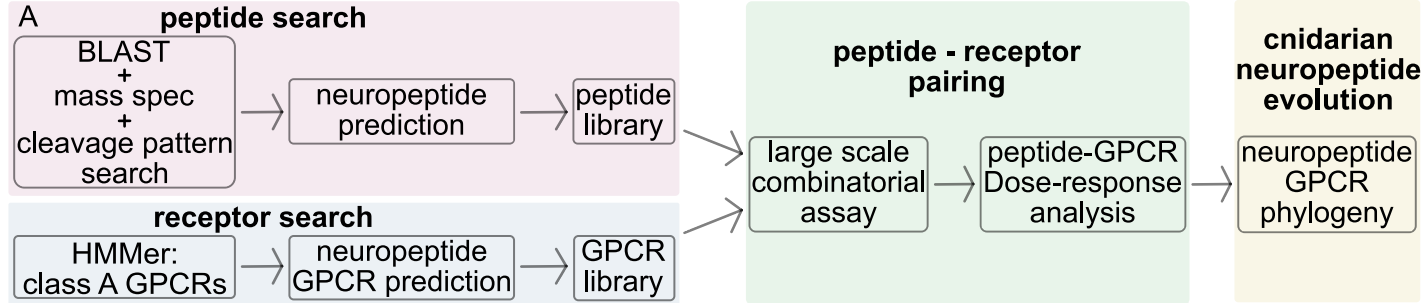 A
peptide search
BLAST
+
mass spec
+
cleavage pattern
search
neuropeptide
prediction
peptide
library
receptor search
HMMer:
class A GPCRs
neuropeptide
GPCR prediction
GPCR
library
peptide - receptor
pairing
large scale
combinatorial
assay
peptide-GPCR
Dose-response
analysis
cnidarian
neuropeptide
evolution
neuropeptide
GPCR
phylogeny